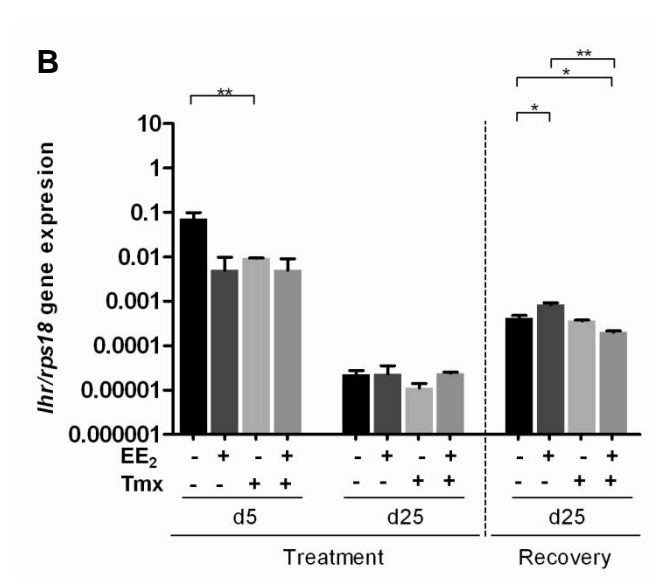 B
**
*
**
*
lhr/rps18 gene expresion
10
1
0.1
0.01
0.001
0.0001
0.00001
0.000001
EE₂ - + - + - + - + - + - +
Tmx - - + + - - + + - - + +
d5 d25 d25
Treatment Recovery